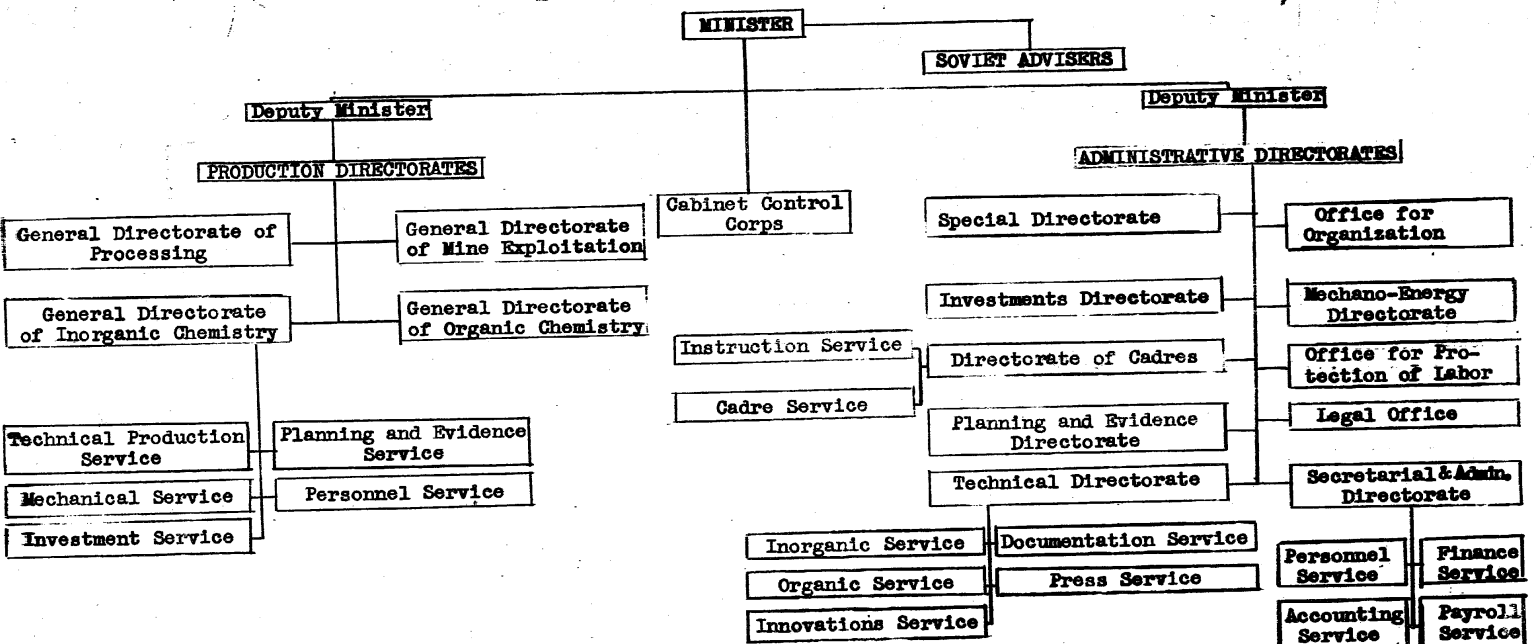 MINISTER
SOVIET ADVISERS
Deputy Minister
Deputy Minister
PRODUCTION DIRECTORATES
ADMINISTRATIVE DIRECTORATES
General Directorate of
Processing
General Directorate
of Mine Exploitation
Cabinet Control
Corps
Special Directorate
Office for
Organization
General Directorate
of Inorganic Chemistry
General Directorate
of Organic Chemistry
Investments Directorate
Mechano-Energy
Directorate
Instruction Service
Directorate of Cadres
Office for Pro-
tection of Labor
Cadre Service
Planning and Evidence
Directorate
Legal Office
Technical Production
Service
Planning and Evidence
Service
Technical Directorate
Secretarial & Admin.
Directorate
Mechanical Service
Personnel Service
Investment Service
Inorganic Service
Documentation Service
Organic Service
Press Service
Innovations Service
Personnel
Service
Finance
Service
Accounting
Service
Payroll
Service